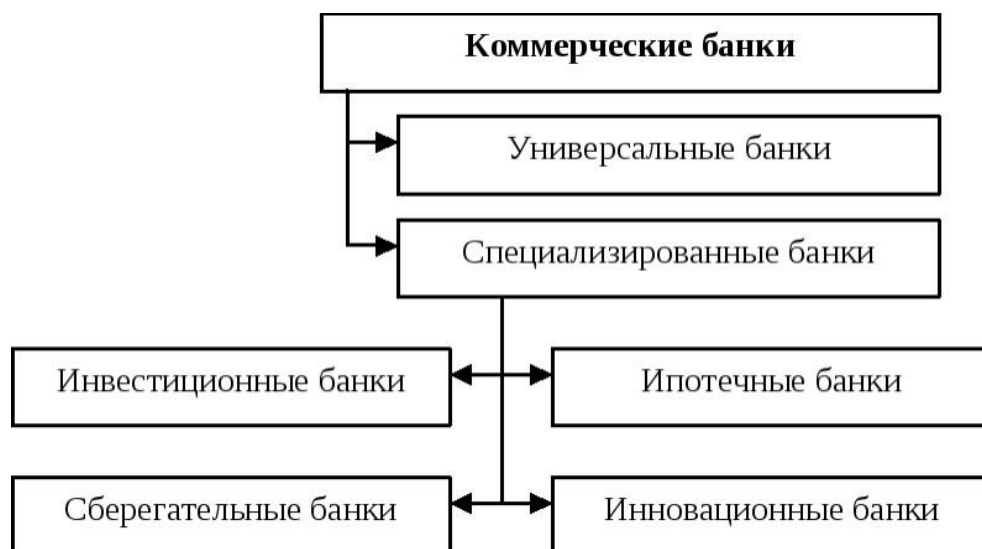 Коммерческие банки
Универсальные банки
Специализированные банки
Инвестиционные банки
Ипотечные банки
Сберегательные банки
Инновационные банки